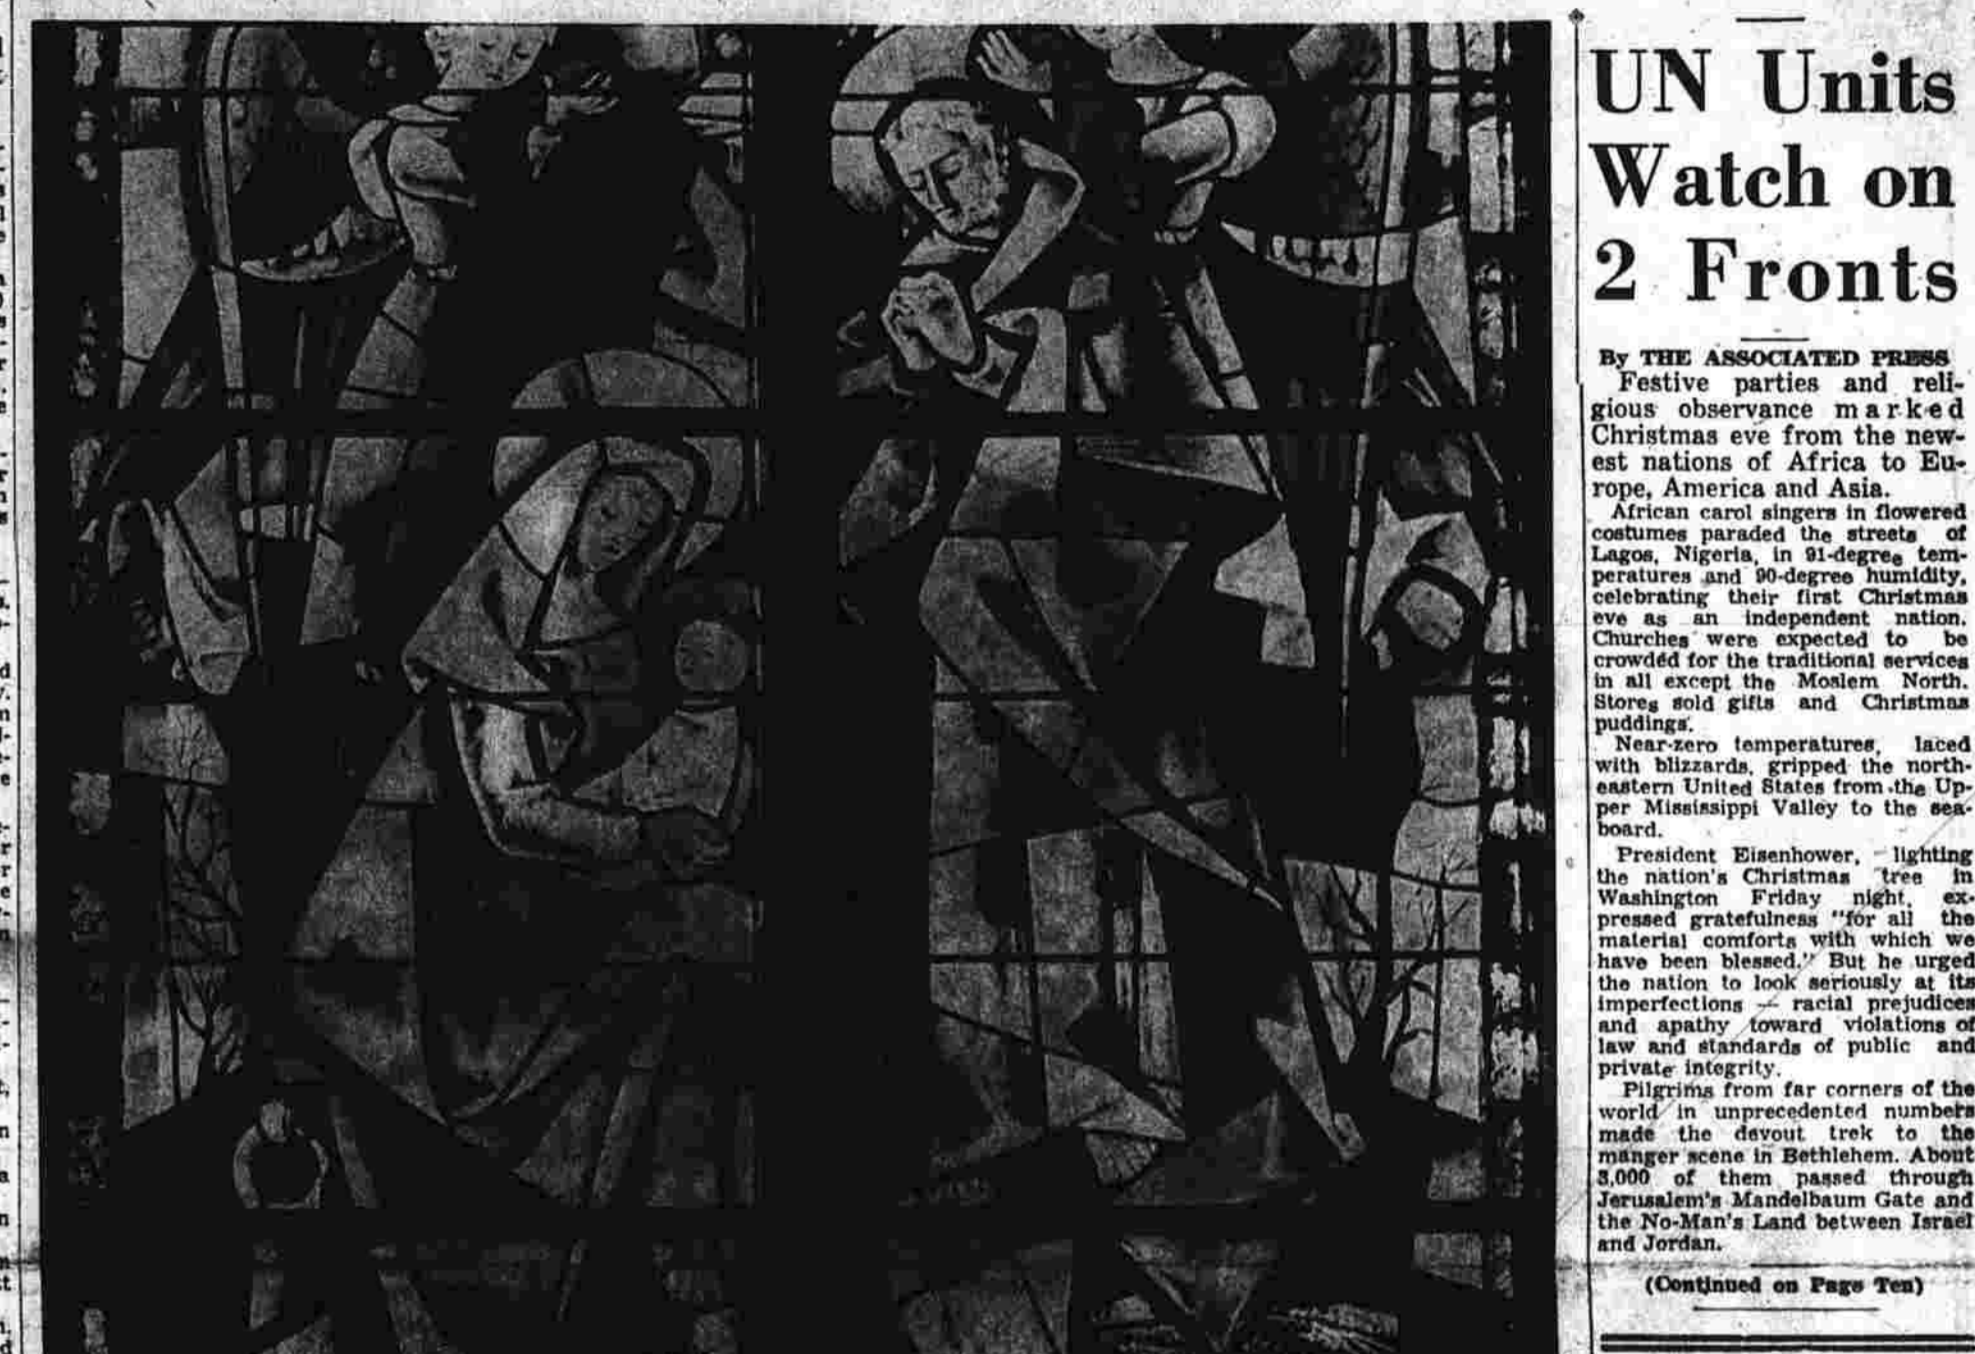 UN Units
Watch on
2 Fronts
By THE ASSOCIATED PRESS
Festive parties and reli-
gious observance marked
Christmas eve from the new-
est nations of Africa to Eu-
rope, America and Asia.
African carol singers in flowered
costumes paraded the streets of
Lagos, Nigeria, in 91-degree tem-
peratures and 90-degree humidity,
celebrating their first Christmas
eve as an independent nation.
Churches were expected to be
crowded for the traditional services
in all except the Moslem North.
Stores sold gifts and Christmas
puddings.
Near-zero temperatures, laced
with blizzards, gripped the north-
eastern United States from the Up-
per Mississippi Valley to the sea-
board.
President Eisenhower, lighting
the nation's Christmas tree in
Washington Friday night, ex-
pressed gratefulness "for all the
material comforts with which we
have been blessed." But he urged
the nation to look seriously at its
imperfections — racial prejudices
and apathy toward violations of
law and standards of public and
private integrity.
Pilgrims from far corners of the
world in unprecedented numbers
made the devout trek to the
manger scene in Bethlehem. About
3,000 of them passed through
Jerusalem's Mandelbaum Gate and
the No-Man's Land between Israel
and Jordan.
(Continued on Page Ten)